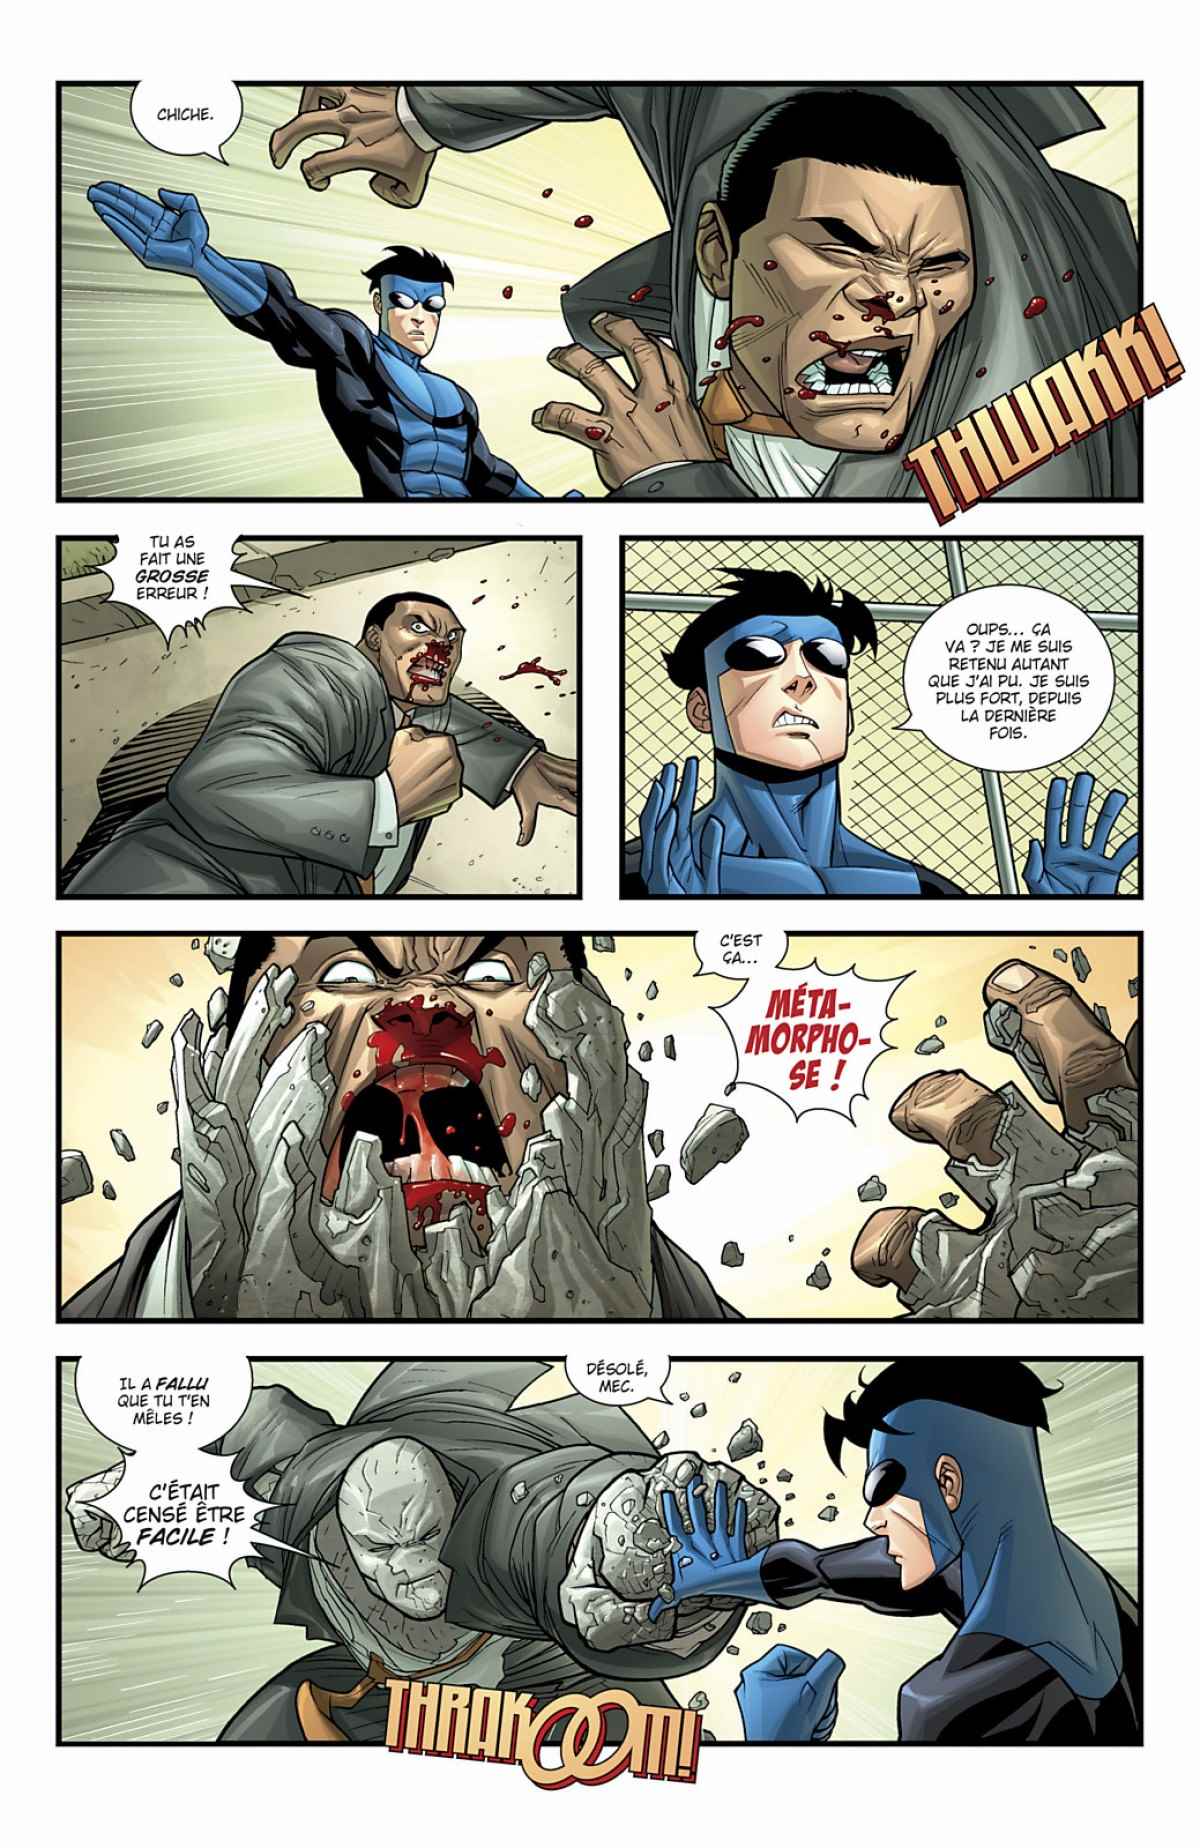 CHICHE.
THWAKK!
TU AS
FAIT UNE
GROSSE
ERREUR !
OUPS... ÇA
VA ? JE ME SUIS
RETENU AUTANT
QUE J'AI PU. JE SUIS
PLUS FORT, DEPUIS
LA DERNIÈRE
FOIS.
C'EST
ÇA...
MÉTA-
MORPHO-
SE !
IL A FALLU
QUE TU T'EN
MÊLES !
C'ÉTAIT
CENSÉ ÊTRE
FACILE !
DÉSOLÉ,
MEC.
THRAKOOOM!